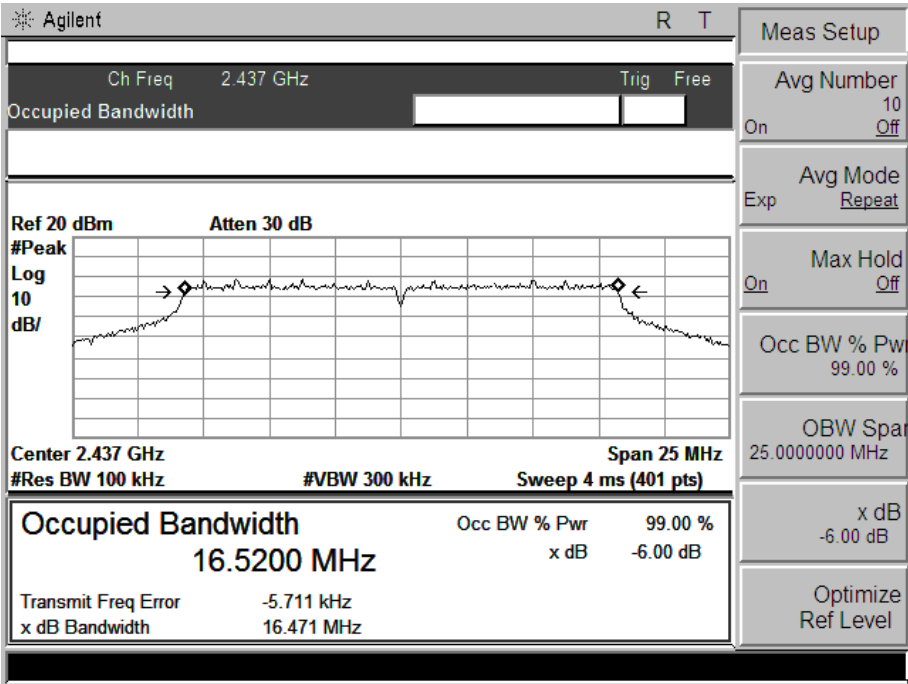 Agilent R T
Ch Freq 2.437 GHz Trig Free
Occupied Bandwidth
Ref 20 dBm Atten 30 dB
#Peak
Log
10
dB/
Center 2.437 GHz Span 25 MHz
#Res BW 100 kHz #VBW 300 kHz Sweep 4 ms (401 pts)
Occupied Bandwidth Occ BW % Pwr 99.00 %
16.5200 MHz x dB -6.00 dB
Transmit Freq Error -5.711 kHz
x dB Bandwidth 16.471 MHz
Meas Setup
Avg Number
10
On Off
Avg Mode
Exp Repeat
Max Hold
On Off
Occ BW % Pwr
99.00 %
OBW Span
25.0000000 MHz
x dB
-6.00 dB
Optimize
Ref Level